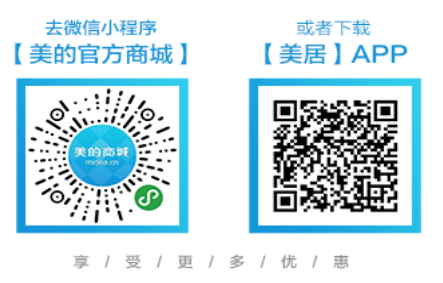 去微信小程序
【美的官方商城】
或者下载
【美居】APP
美的商城
midea.cn
享 / 受 / 更 / 多 / 优 / 惠